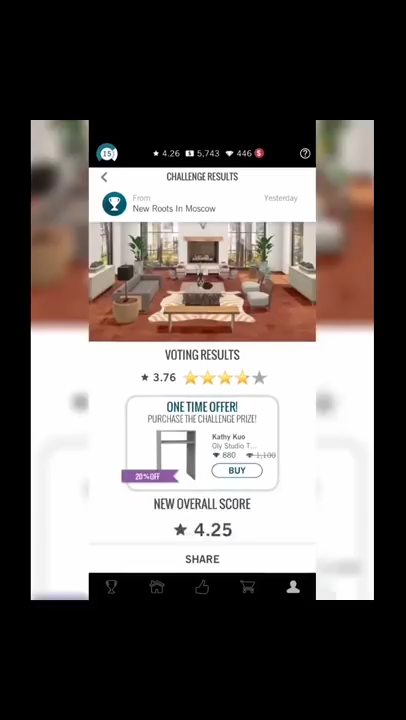 15 ★ 4.26 $ 5,743 446 $ ?
CHALLENGE RESULTS
From Yesterday
New Roots In Moscow
VOTING RESULTS
★ 3.76
ONE TIME OFFER!
PURCHASE THE CHALLENGE PRIZE!
Kathy Kuo
Oly Studio T...
880 1,100
20% OFF
BUY
NEW OVERALL SCORE
★ 4.25
SHARE